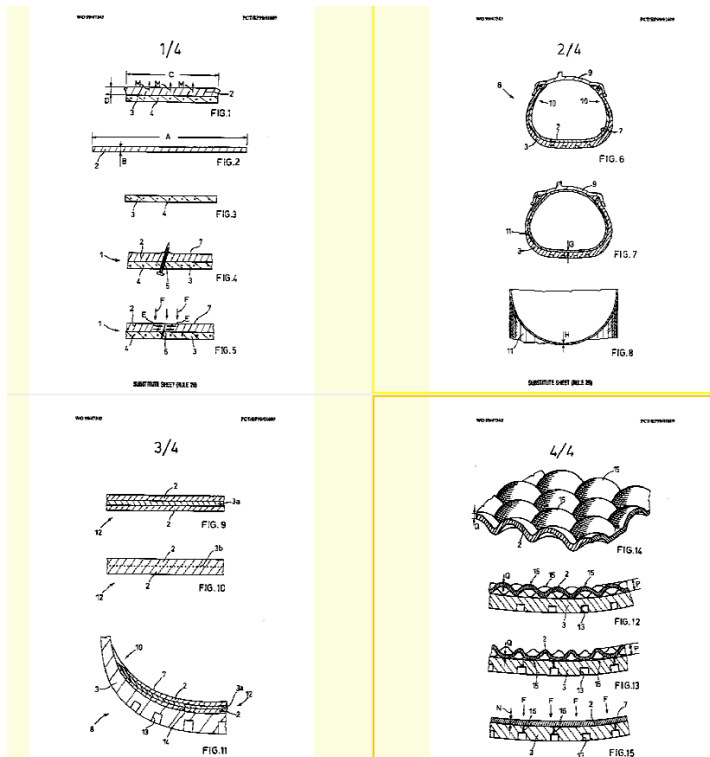 1/4
C
M M M
D
2
3 4
FIG.1
A
2 B
FIG.2
3 4
FIG.3
2 7
1
4 5 3
FIG.4
F F
2 E E 7
1
4 5 3
FIG.5
SUBSTITUTE SHEET (RULE 26)
2/4
8
9
10 10
2 7
3
FIG.6
9
11
3 G
FIG.7
H
11
FIG.8
SUBSTITUTE SHEET (RULE 26)
3/4
2
3a
2
12
FIG.9
2
3b
2
12
FIG.10
10
7
2
3a
12
3
2
8
13 14
FIG.11
4/4
15
15
Q
2
FIG.14
Q 15 15 2 15 P
3 13
FIG.12
Q 2 P
15 3 15
13
FIG.13
F F F F
N 16 16 2 7
3 13
FIG.15